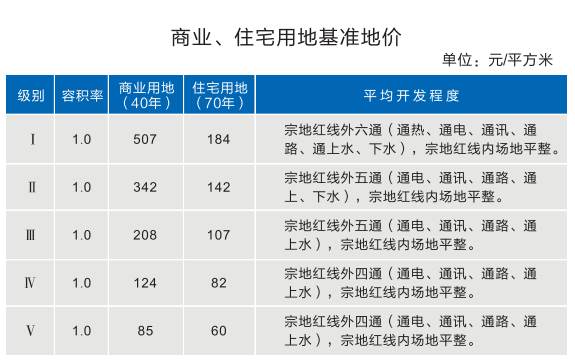 商业、住宅用地基准地价
单位：元/平方米
级别 容积率 商业用地（40年） 住宅用地（70年） 平均开发程度
Ⅰ 1.0 507 184 宗地红线外六通（通热、通电、通讯、通
路、通上水、下水），宗地红线内场地平整。
Ⅱ 1.0 342 142 宗地红线外五通（通电、通讯、通路、通
上、下水），宗地红线内场地平整。
Ⅲ 1.0 208 107 宗地红线外五通（通电、通讯、通路、通
上水），宗地红线内场地平整。
Ⅳ 1.0 124 82 宗地红线外四通（通电、通讯、通路、通
上水），宗地红线内场地平整。
Ⅴ 1.0 85 60 宗地红线外四通（通电、通讯、通路、通
上水），宗地红线内场地平整。